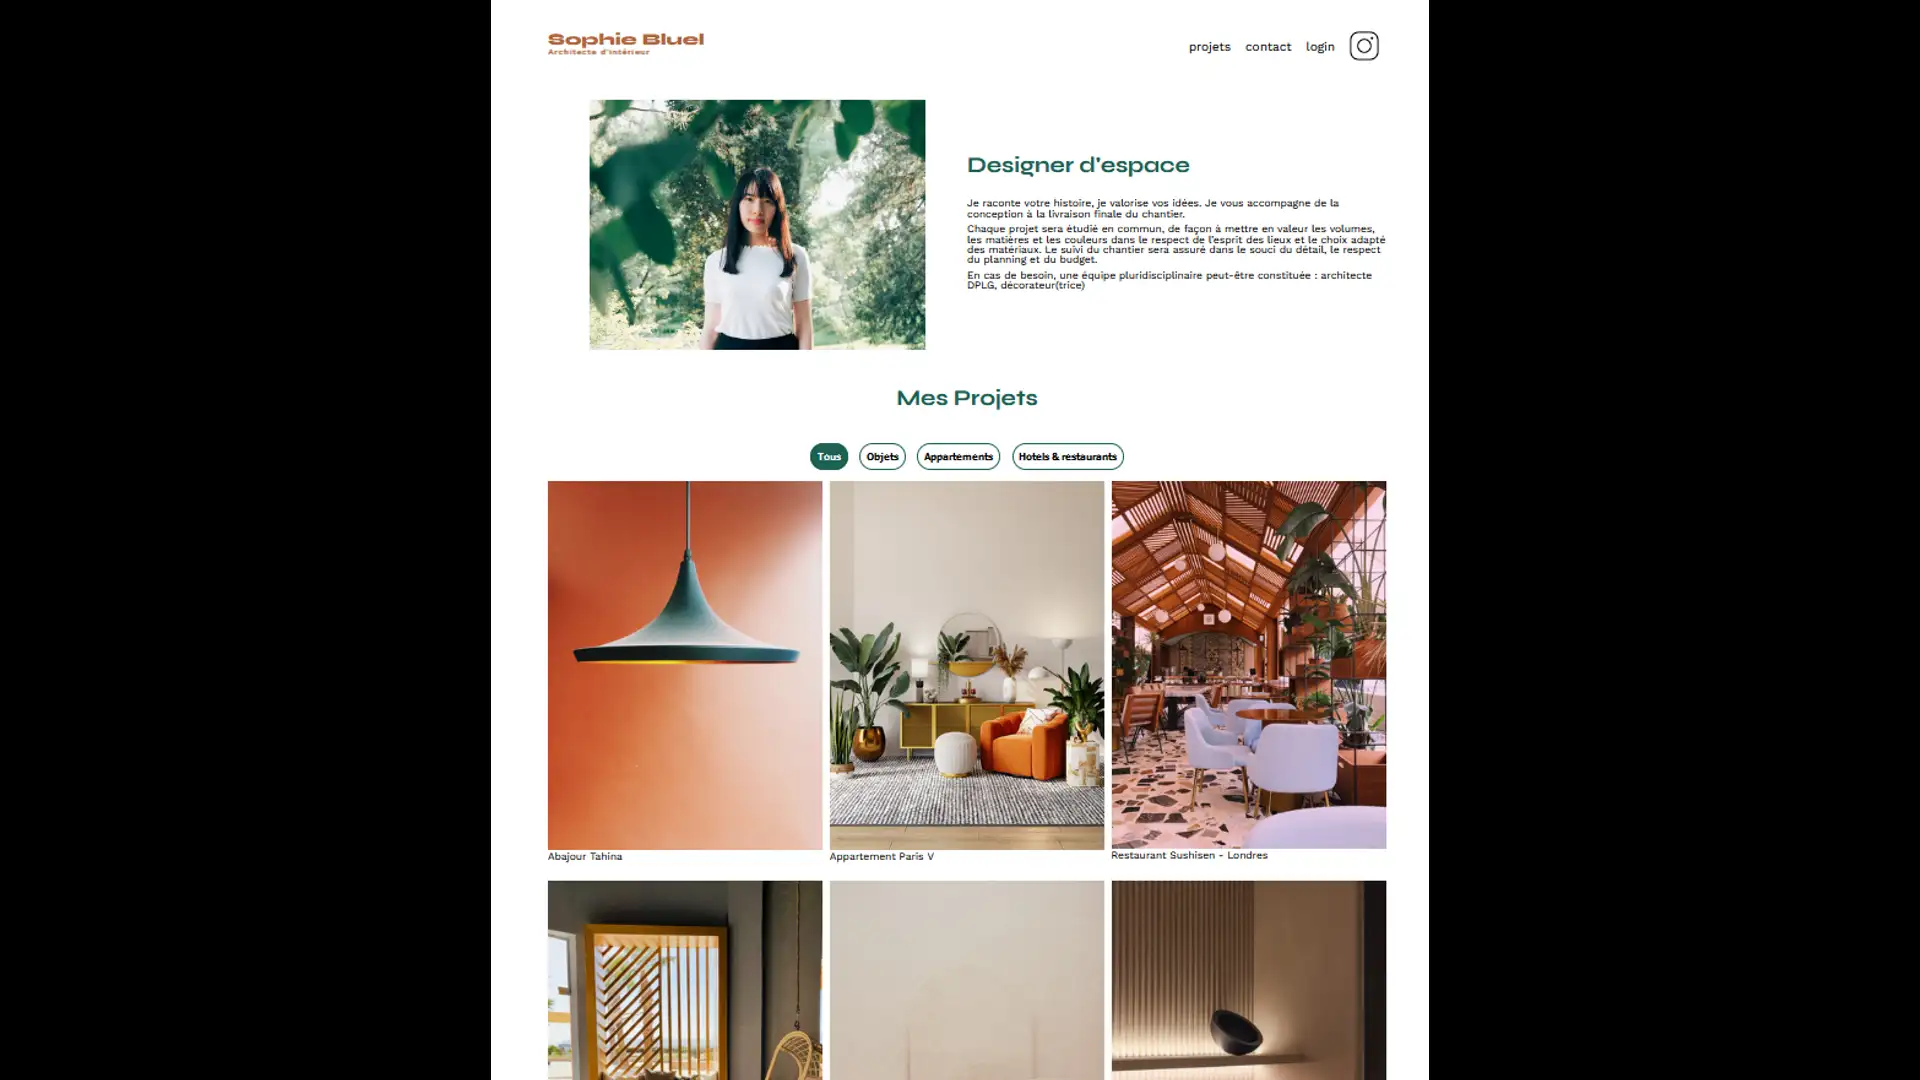 Sophie Bluel
Architecte d'intérieur
projets contact login
Designer d'espace
Je raconte votre histoire, je valorise vos idées. Je vous accompagne de la
conception à la livraison finale du chantier.
Chaque projet sera étudié en commun, de façon à mettre en valeur les volumes,
les matières et les couleurs dans le respect de l'esprit des lieux et le choix adapté
des matériaux. Le suivi du chantier sera assuré dans le souci du détail, le respect
du planning et du budget.
En cas de besoin, une équipe pluridisciplinaire peut-être constituée : architecte
DPLG, décorateur(trice)
Mes Projets
Tous Objets Appartements Hotels & restaurants
Abajour Tahina
Appartement Paris V
Restaurant Sushisen - Londres